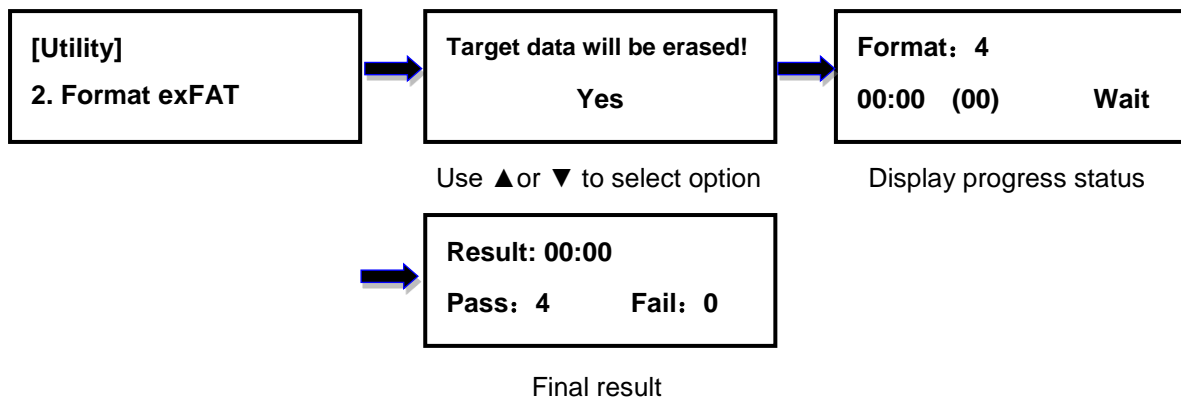 [Utility]
2. Format exFAT
Target data will be erased!
Yes
Use ▲or ▼ to select option
Format：4
00:00 (00) Wait
Display progress status
Result: 00:00
Pass：4 Fail：0
Final result